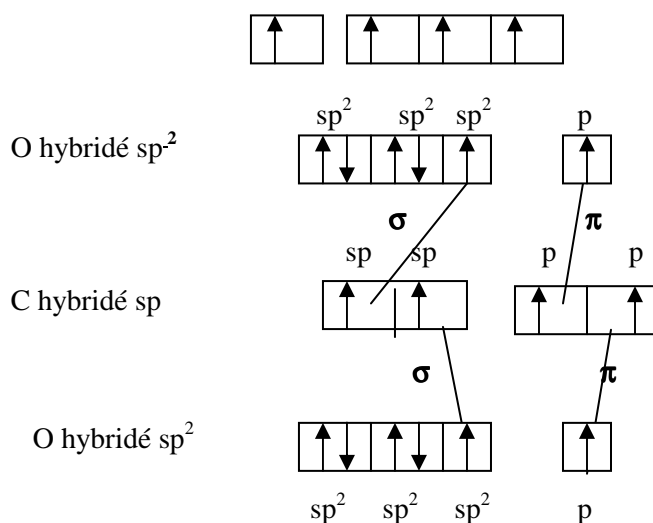 sp² sp² sp² p
O hybridé sp²
σ π
sp sp p p
C hybridé sp
σ π
O hybridé sp²
sp² sp² sp² p